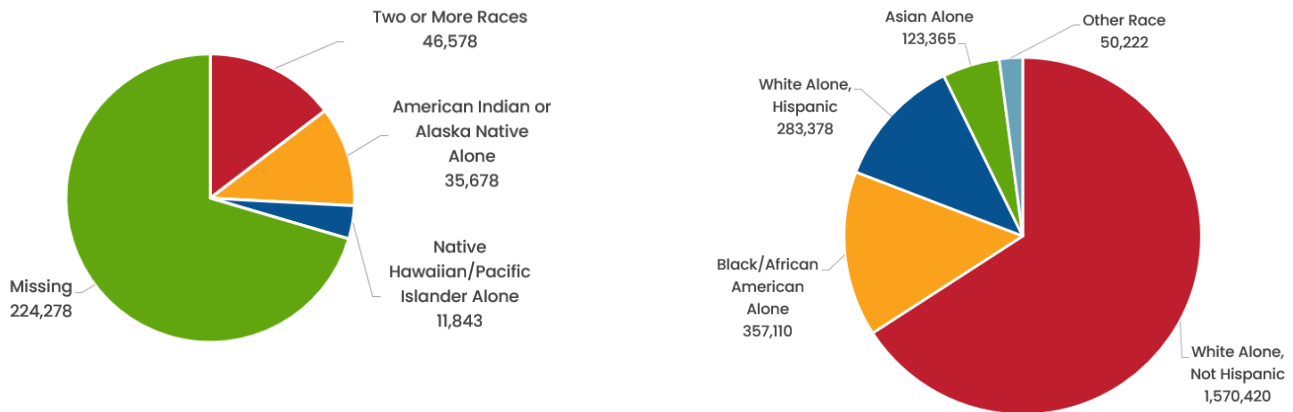 Two or More Races
46,578
American Indian or
Alaska Native
Alone
35,678
Native
Hawaiian/Pacific
Islander Alone
11,843
Missing
224,278
Asian Alone
123,365
Other Race
50,222
White Alone,
Hispanic
283,378
Black/African
American
Alone
357,110
White Alone,
Not Hispanic
1,570,420